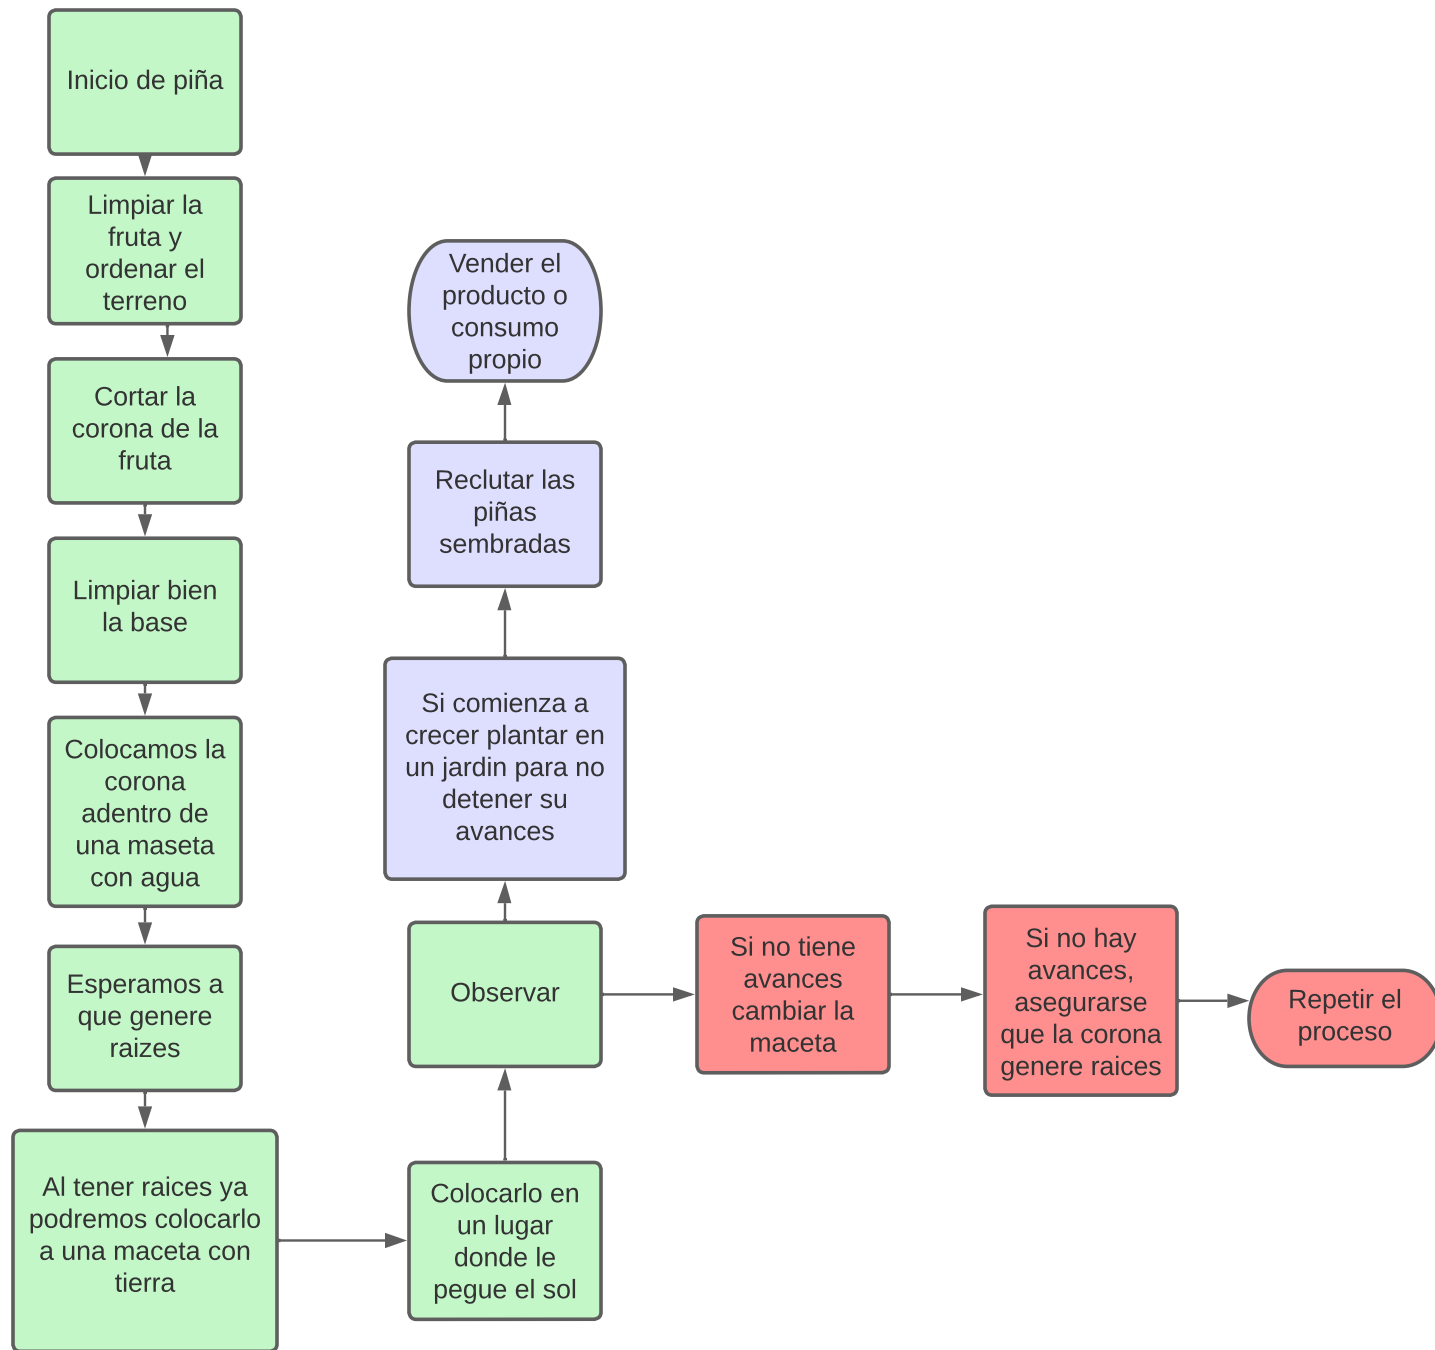 Inicio de piña
Limpiar la
fruta y
ordenar el
terreno
Cortar la
corona de la
fruta
Limpiar bien
la base
Colocamos la
corona
adentro de
una maseta
con agua
Esperamos a
que genere
raizes
Al tener raices ya
podremos colocarlo
a una maceta con
tierra
Colocarlo en
un lugar
donde le
pegue el sol
Observar
Si comienza a
crecer plantar en
un jardin para no
detener su
avances
Reclutar las
piñas
sembradas
Vender el
producto o
consumo
propio
Si no tiene
avances
cambiar la
maceta
Si no hay
avances,
asegurarse
que la corona
genere raices
Repetir el
proceso